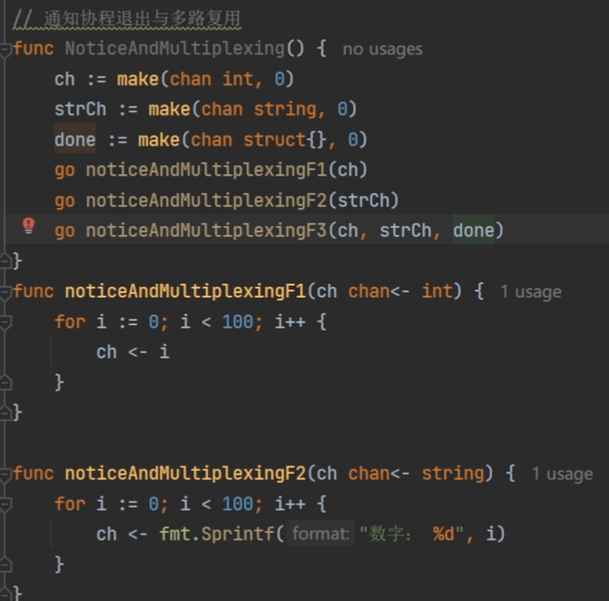 // 通知协程退出与多路复用
func NoticeAndMultiplexing() { no usages
ch := make(chan int, 0)
strCh := make(chan string, 0)
done := make(chan struct{}, 0)
go noticeAndMultiplexingF1(ch)
go noticeAndMultiplexingF2(strCh)
go noticeAndMultiplexingF3(ch, strCh, done)
}
func noticeAndMultiplexingF1(ch chan<- int) { 1 usage
for i := 0; i < 100; i++ {
ch <- i
}
}
func noticeAndMultiplexingF2(ch chan<- string) { 1 usage
for i := 0; i < 100; i++ {
ch <- fmt.Sprintf( format: "数字： %d", i)
}
}